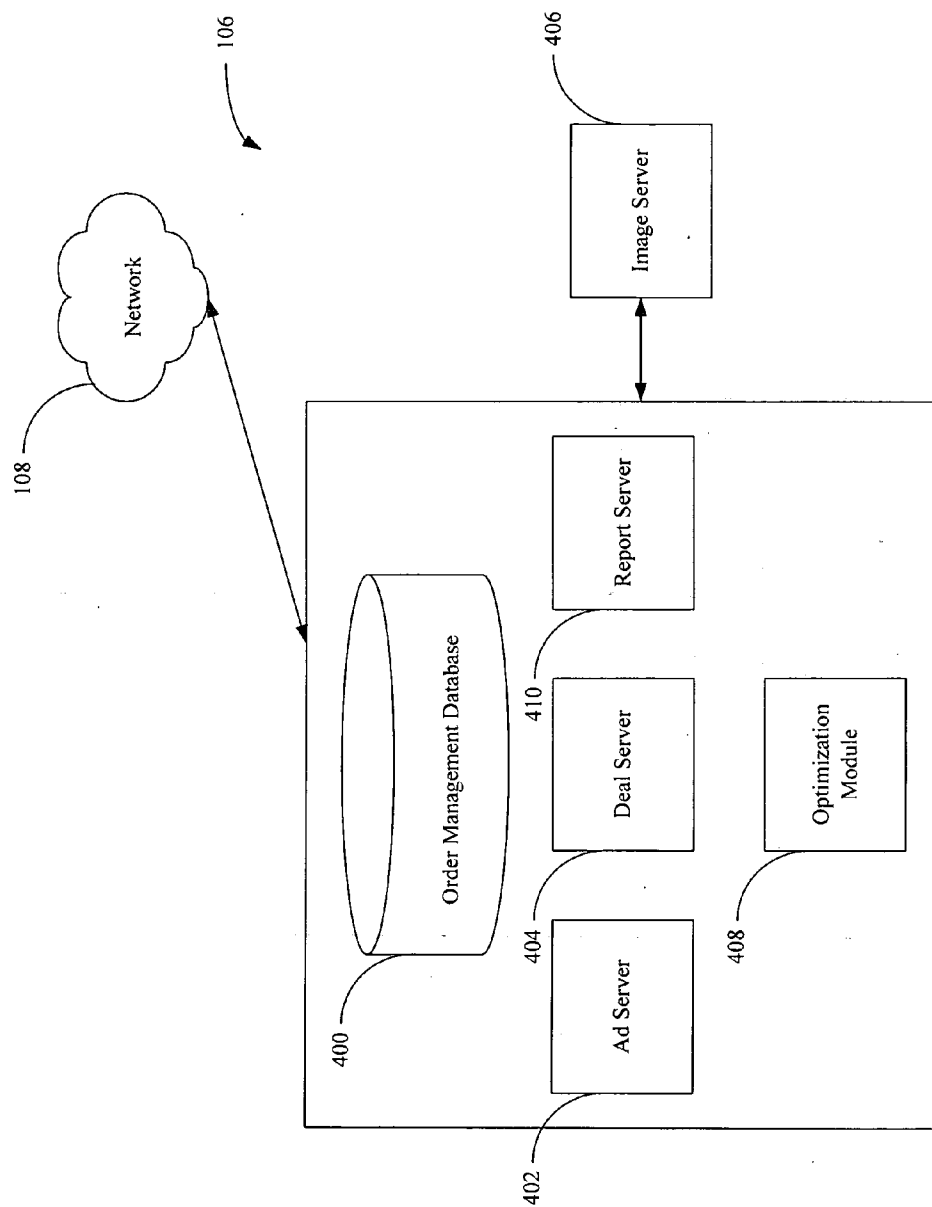 108
Network
106
Order Management Database
400
Ad Server
402
Deal Server
404
Report Server
410
Optimization
Module
408
Image Server
406